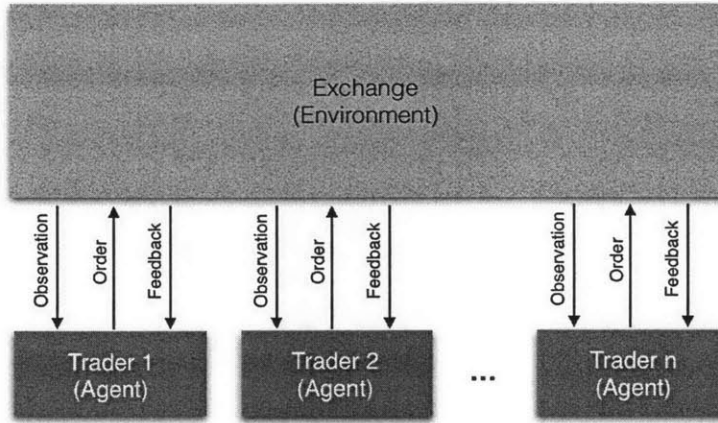 Exchange
(Environment)
Observation
Order
Feedback
Observation
Order
Feedback
Observation
Order
Feedback
Trader 1
(Agent)
Trader 2
(Agent)
...
Trader n
(Agent)